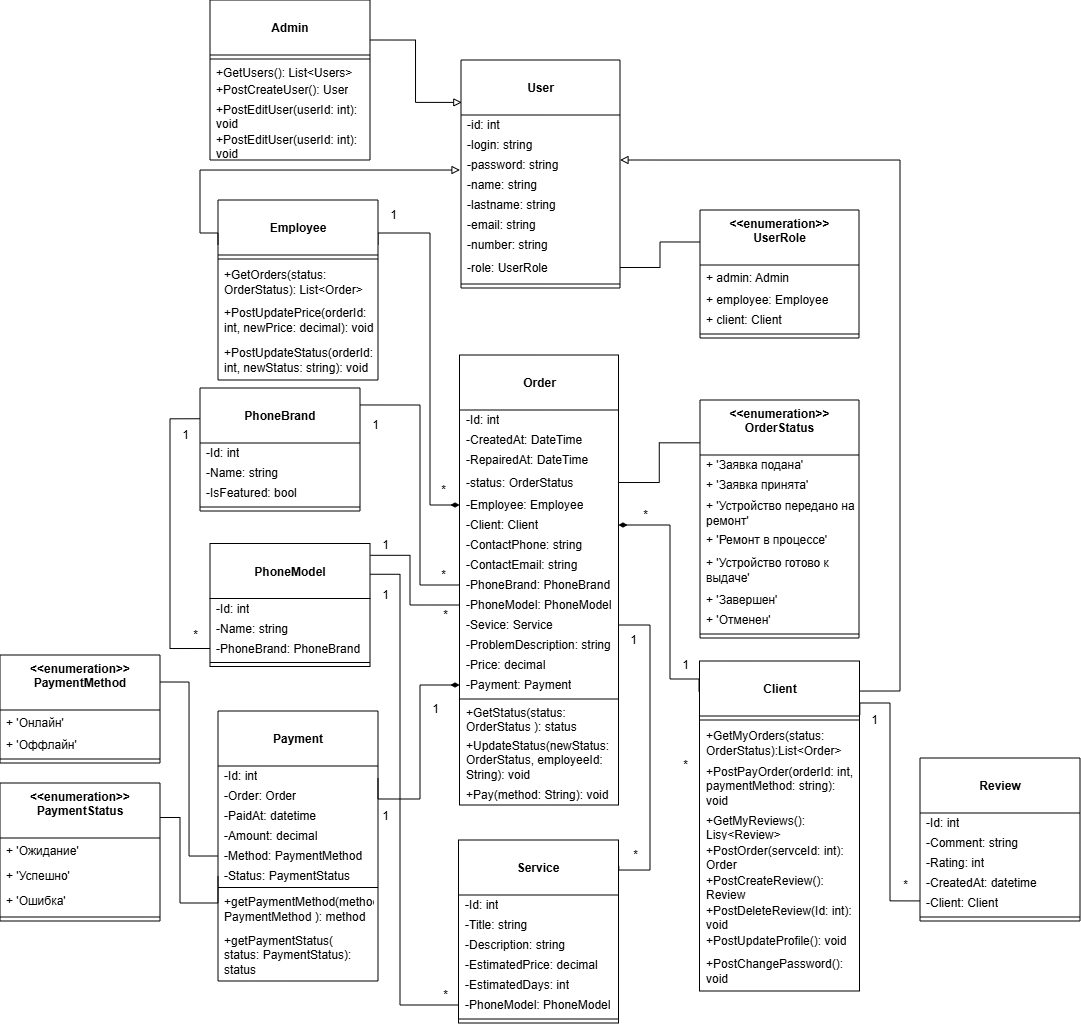 Admin
+GetUsers(): List<Users>
+PostCreateUser(): User
+PostEditUser(userId: int):
void
+PostEditUser(userId: int):
void
User
-id: int
-login: string
-password: string
-name: string
-lastname: string
-email: string
-number: string
-role: UserRole
1
Employee
+GetOrders(status:
OrderStatus): List<Order>
+PostUpdatePrice(orderId:
int, newPrice: decimal): void
+PostUpdateStatus(orderId:
int, newStatus: string): void
<<enumeration>>
UserRole
+ admin: Admin
+ employee: Employee
+ client: Client
PhoneBrand
-Id: int
-Name: string
-IsFeatured: bool
1
1
Order
-Id: int
-CreatedAt: DateTime
-RepairedAt: DateTime
-status: OrderStatus
-Employee: Employee
-Client: Client
-ContactPhone: string
-ContactEmail: string
-PhoneBrand: PhoneBrand
-PhoneModel: PhoneModel
-Sevice: Service
-ProblemDescription: string
-Price: decimal
-Payment: Payment
+GetStatus(status:
OrderStatus ): status
+UpdateStatus(newStatus:
OrderStatus, employeeId:
String): void
+Pay(method: String): void
*
*
*
*
1
1
<<enumeration>>
OrderStatus
+ 'Заявка подана'
+ 'Заявка принята'
+ 'Устройство передано на
ремонт'
+ 'Ремонт в процессе'
+ 'Устройство готово к
выдаче'
+ 'Завершен'
+ 'Отменен'
PhoneModel
-Id: int
-Name: string
-PhoneBrand: PhoneBrand
1
1
*
<<enumeration>>
PaymentMethod
+ 'Онлайн'
+ 'Оффлайн'
<<enumeration>>
PaymentStatus
+ 'Ожидание'
+ 'Успешно'
+ 'Ошибка'
Payment
-Id: int
-Order: Order
-PaidAt: datetime
-Amount: decimal
-Method: PaymentMethod
-Status: PaymentStatus
+getPaymentMethod(metho
PaymentMethod ): method
+getPaymentStatus(
status: PaymentStatus):
status
1
Service
-Id: int
-Title: string
-Description: string
-EstimatedPrice: decimal
-EstimatedDays: int
-PhoneModel: PhoneModel
*
*
1
*
Client
+GetMyOrders(status:
OrderStatus):List<Order>
+PostPayOrder(orderId: int,
paymentMethod: string):
void
+GetMyReviews():
Lisy<Review>
+PostOrder(servceId: int):
Order
+PostCreateReview():
Review
+PostDeleteReview(Id: int):
void
+PostUpdateProfile(): void
+PostChangePassword():
void
1
*
Review
-Id: int
-Comment: string
-Rating: int
-CreatedAt: datetime
-Client: Client